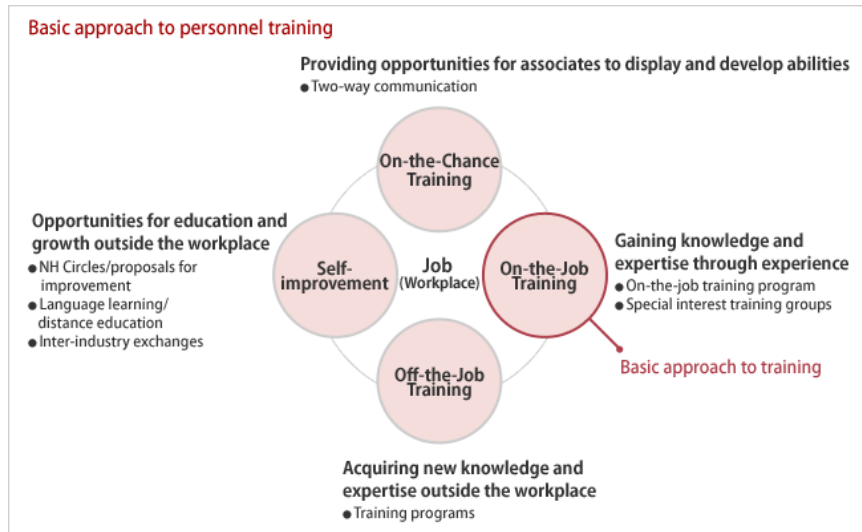 Basic approach to personnel training
Providing opportunities for associates to display and develop abilities
● Two-way communication
On-the-Chance
Training
Opportunities for education and
growth outside the workplace
● NH Circles/proposals for
improvement
● Language learning/
distance education
● Inter-industry exchanges
Self-
improvement
Job
(Workplace)
On-the-Job
Training
Gaining knowledge and
expertise through experience
● On-the-job training program
● Special interest training groups
Basic approach to training
Off-the-Job
Training
Acquiring new knowledge and
expertise outside the workplace
● Training programs